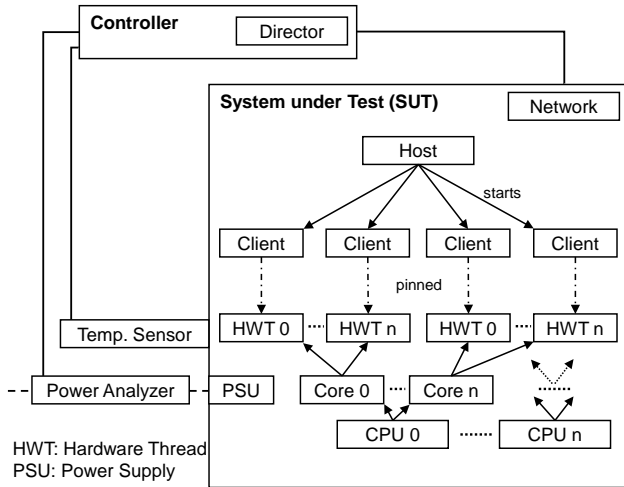 Controller
Director
System under Test (SUT)
Network
Host
starts
Client
Client
Client
Client
pinned
HWT 0
HWT n
HWT 0
HWT n
Temp. Sensor
Power Analyzer
PSU
Core 0
Core n
CPU 0
CPU n
HWT: Hardware Thread
PSU: Power Supply